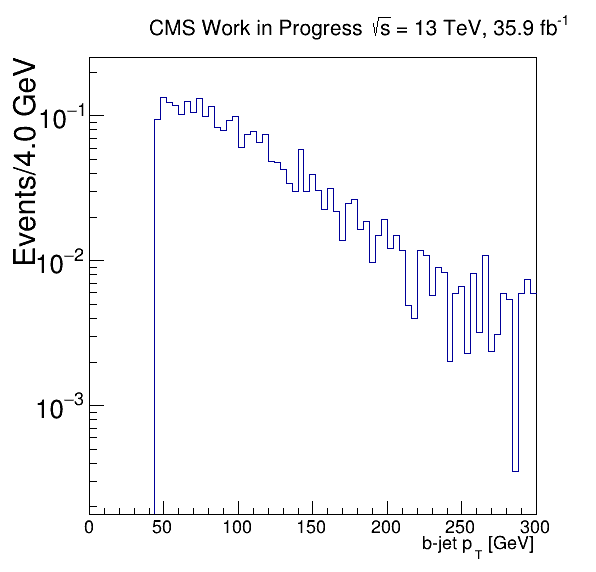 CMS Work in Progress √s = 13 TeV, 35.9 fb⁻¹
Events/4.0 GeV
10⁻¹
10⁻²
10⁻³
0 50 100 150 200 250 300
b-jet p_T [GeV]